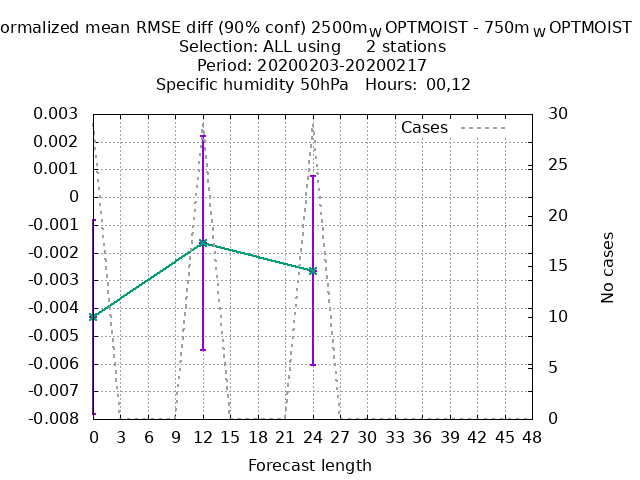 ormalized mean RMSE diff (90% conf) 2500m_W OPTMOIST - 750m_W OPTMOIST
Selection: ALL using 2 stations
Period: 20200203-20200217
Specific humidity 50hPa Hours: 00,12
Cases
0.003
0.002
0.001
0
-0.001
-0.002
-0.003
-0.004
-0.005
-0.006
-0.007
-0.008
30
25
20
15
10
5
0
No cases
0 3 6 9 12 15 18 21 24 27 30 33 36 39 42 45 48
Forecast length